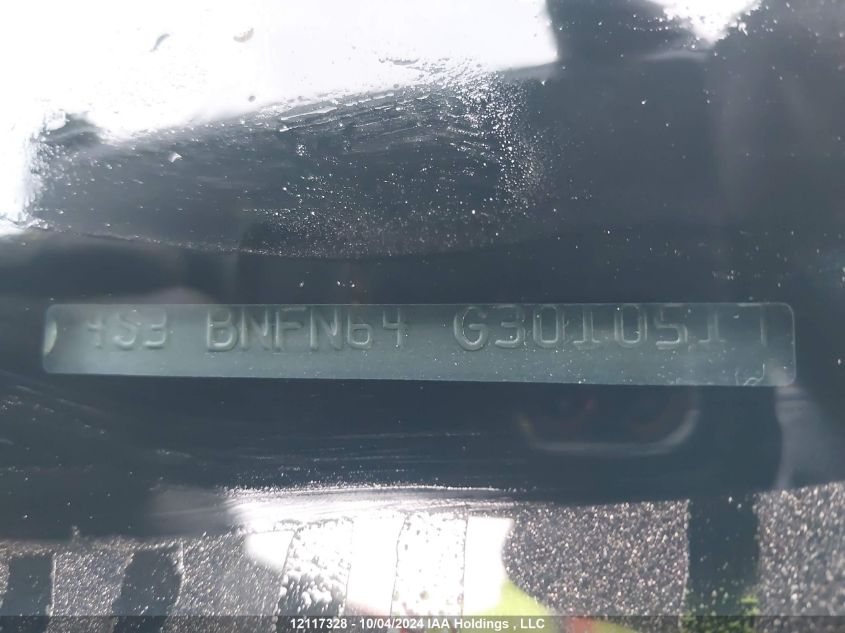 4S3 BNFN64 G3010517
12117328 - 10/04/2024 IAA Holdings , LLC